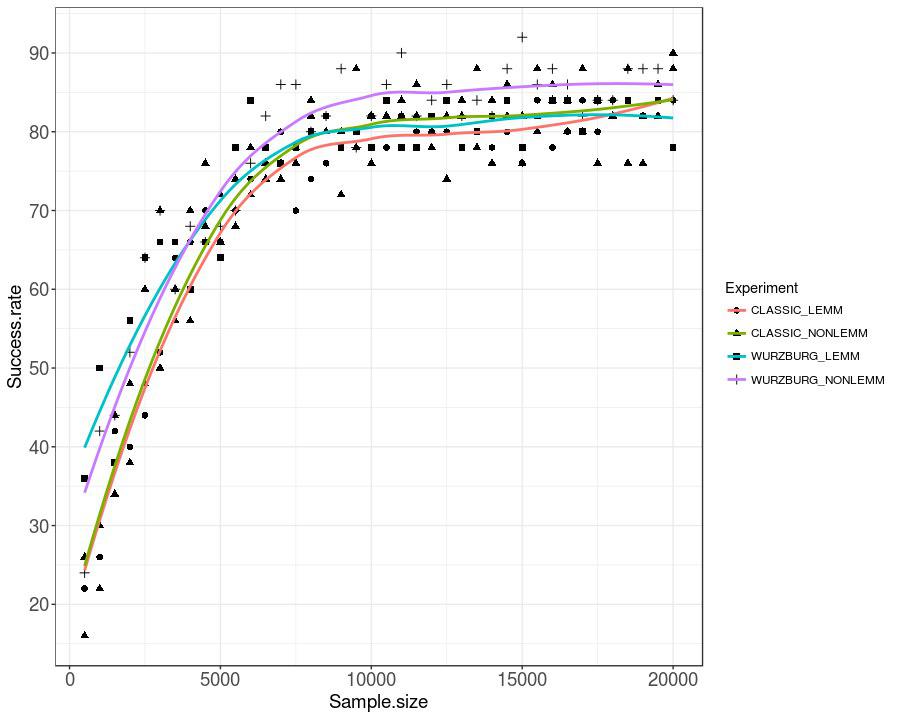 90
80
70
60
50
40
30
20
Success.rate
0 5000 10000 15000 20000
Sample.size
Experiment
CLASSIC_LEMM
CLASSIC_NONLEMM
WURZBURG_LEMM
WURZBURG_NONLEMM